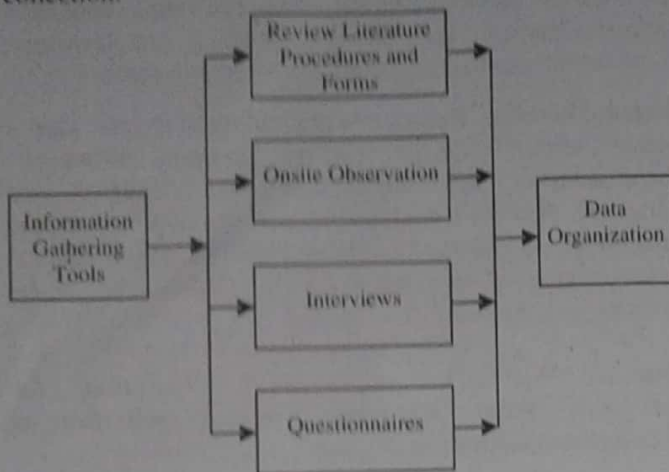 Review Literature
Procedures and
Forms
Onsite Observation
Information
Gathering
Tools
Data
Organization
Interviews
Questionnaires